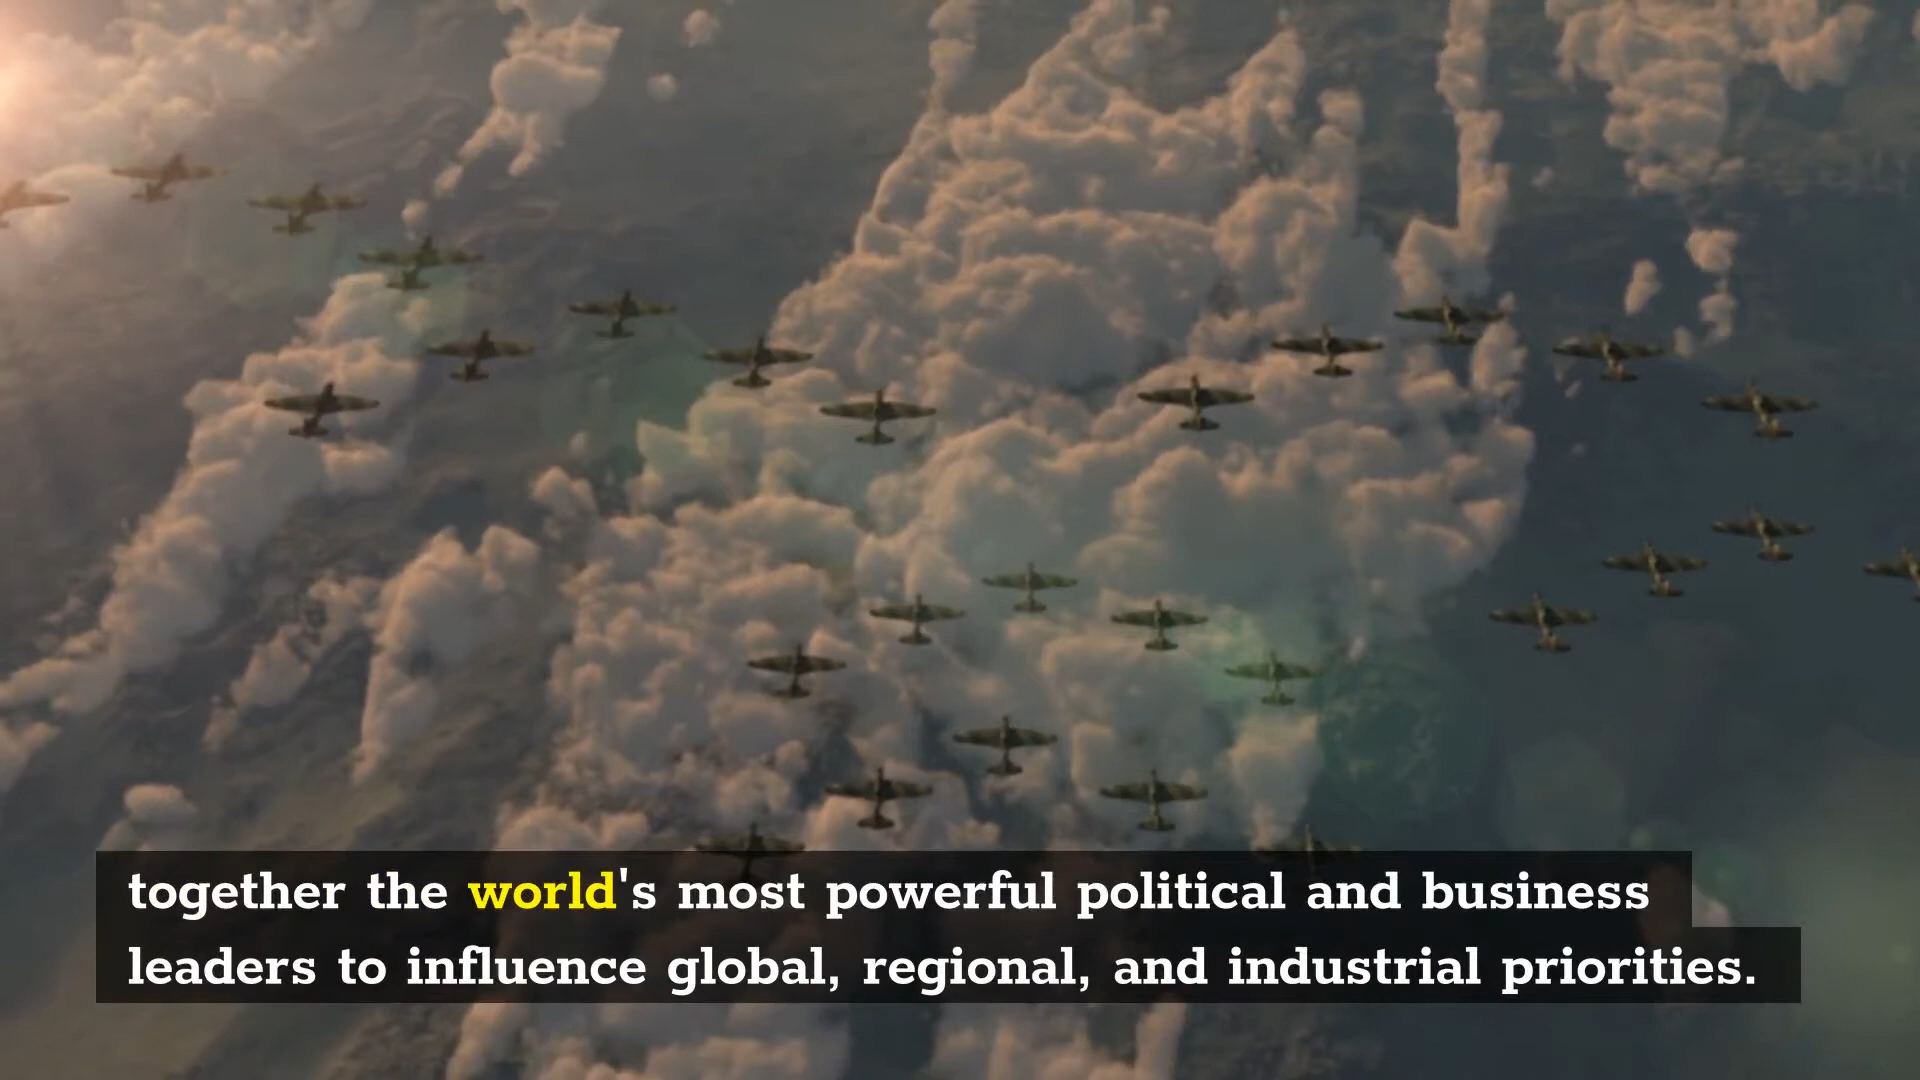 together the world's most powerful political and business
leaders to influence global, regional, and industrial priorities.